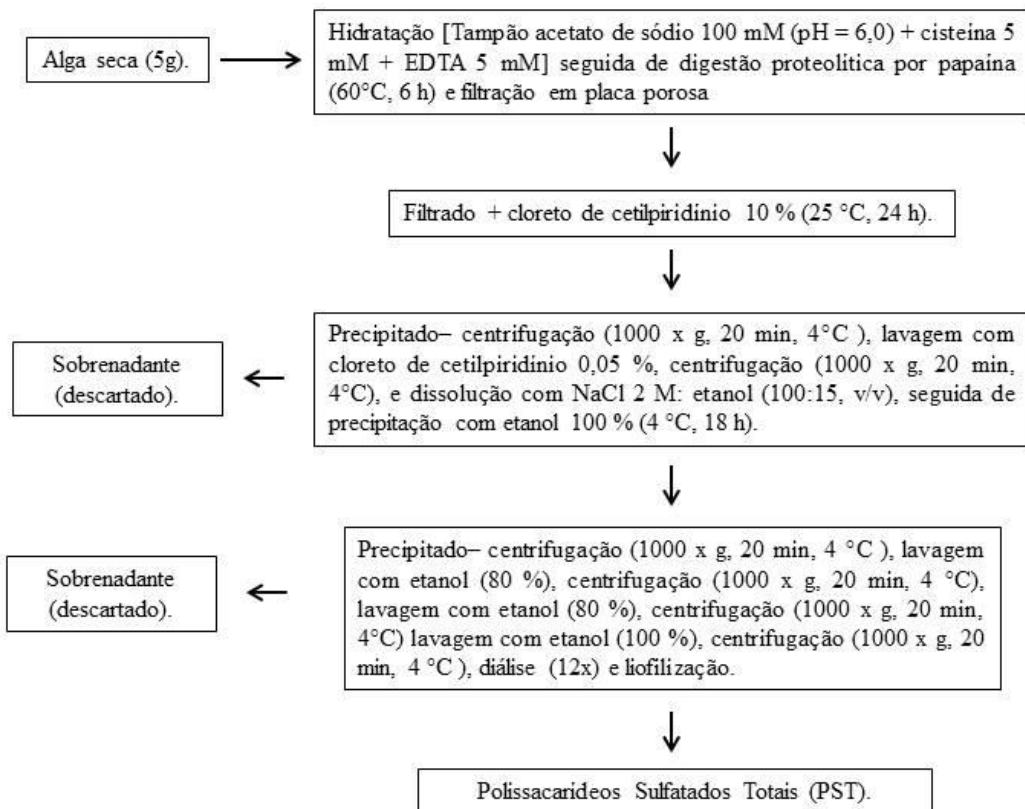 Alga seca (5g).
Hidratação [Tampão acetato de sódio 100 mM (pH = 6,0) + cisteína 5
mM + EDTA 5 mM] seguida de digestão proteolítica por papaína
(60°C, 6 h) e filtração em placa porosa
Filtrado + cloreto de cetilpiridínio 10 % (25 °C, 24 h).
Precipitado– centrifugação (1000 x g, 20 min, 4°C ), lavagem com
cloreto de cetilpiridínio 0,05 %, centrifugação (1000 x g, 20 min,
4°C), e dissolução com NaCl 2 M: etanol (100:15, v/v), seguida de
precipitação com etanol 100 % (4 °C, 18 h).
Sobrenadante
(descartado).
Precipitado– centrifugação (1000 x g, 20 min, 4 °C ), lavagem
com etanol (80 %), centrifugação (1000 x g, 20 min, 4 °C),
lavagem com etanol (80 %), centrifugação (1000 x g, 20 min,
4°C) lavagem com etanol (100 %), centrifugação (1000 x g, 20
min, 4 °C ), diálise (12x) e liofilização.
Sobrenadante
(descartado).
Polissacarídeos Sulfatados Totais (PST).